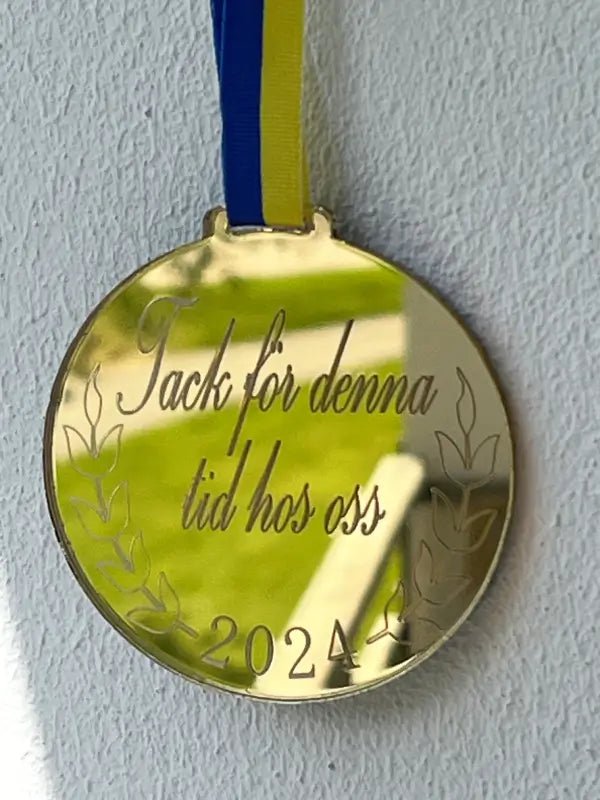 Tack för denna
tid hos oss
2024